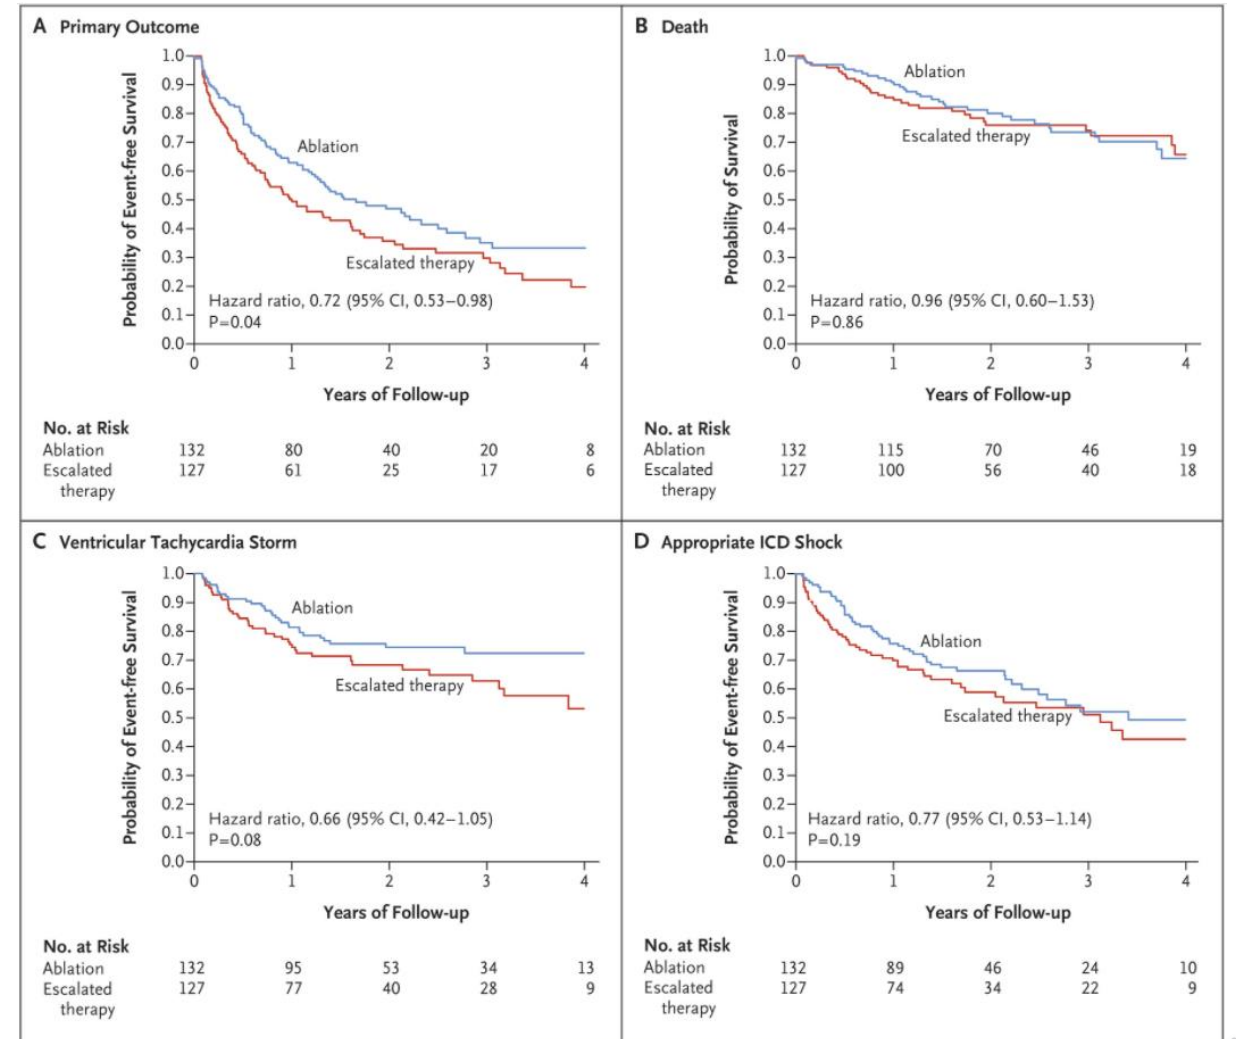 A Primary Outcome
Probability of Event-free Survival
1.0
0.9
0.8
0.7
0.6
0.5
0.4
0.3
0.2
0.1
0.0
Ablation
Escalated therapy
Hazard ratio, 0.72 (95% CI, 0.53–0.98)
P=0.04
0 1 2 3 4
Years of Follow-up
No. at Risk
Ablation 132 80 40 20 8
Escalated 127 61 25 17 6
therapy
B Death
Probability of Survival
1.0
0.9
0.8
0.7
0.6
0.5
0.4
0.3
0.2
0.1
0.0
Ablation
Escalated therapy
Hazard ratio, 0.96 (95% CI, 0.60–1.53)
P=0.86
0 1 2 3 4
Years of Follow-up
No. at Risk
Ablation 132 115 70 46 19
Escalated 127 100 56 40 18
therapy
C Ventricular Tachycardia Storm
Probability of Event-free Survival
1.0
0.9
0.8
0.7
0.6
0.5
0.4
0.3
0.2
0.1
0.0
Ablation
Escalated therapy
Hazard ratio, 0.66 (95% CI, 0.42–1.05)
P=0.08
0 1 2 3 4
Years of Follow-up
No. at Risk
Ablation 132 95 53 34 13
Escalated 127 77 40 28 9
therapy
D Appropriate ICD Shock
Probability of Event-free Survival
1.0
0.9
0.8
0.7
0.6
0.5
0.4
0.3
0.2
0.1
0.0
Ablation
Escalated therapy
Hazard ratio, 0.77 (95% CI, 0.53–1.14)
P=0.19
0 1 2 3 4
Years of Follow-up
No. at Risk
Ablation 132 89 46 24 10
Escalated 127 74 34 22 9
therapy